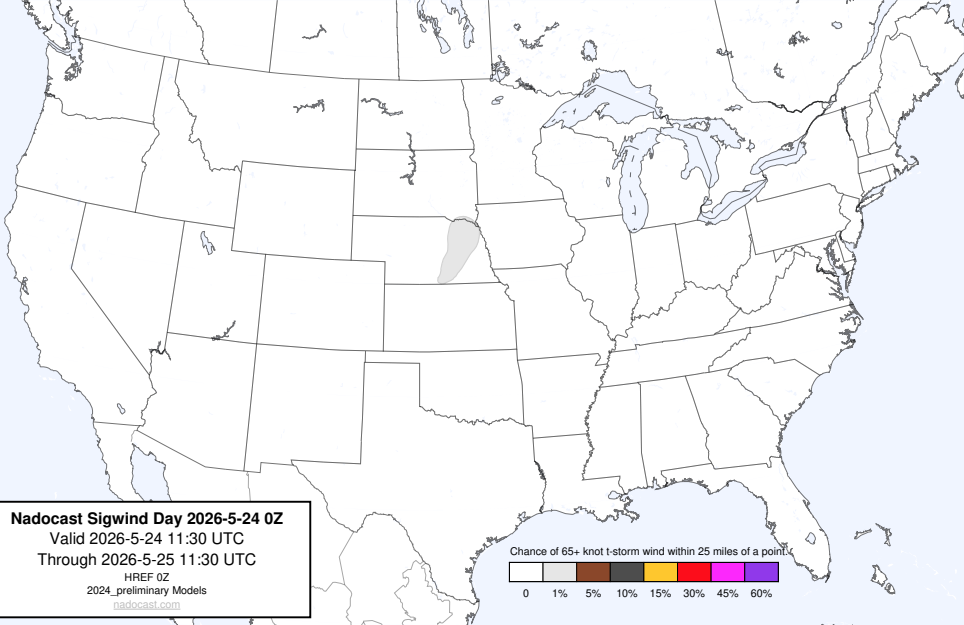 Nadocast Sigwind Day 2026-5-24 0Z
Valid 2026-5-24 11:30 UTC
Through 2026-5-25 11:30 UTC
HREF 0Z
2024_preliminary Models
nadocast.com
Chance of 65+ knot t-storm wind within 25 miles of a point.
0 1% 5% 10% 15% 30% 45% 60%